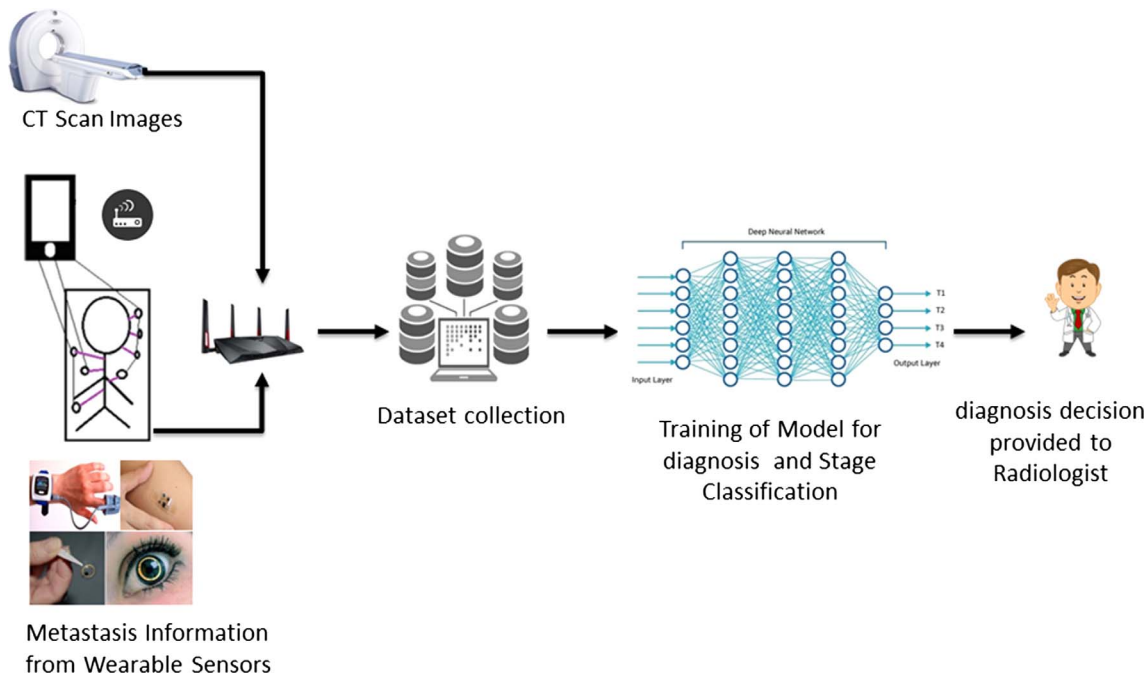 CT Scan Images
Metastasis Information
from Wearable Sensors
Dataset collection
Deep Neural Network
Input Layer
T1
T2
T3
T4
Output Layer
Training of Model for
diagnosis and Stage
Classification
diagnosis decision
provided to
Radiologist